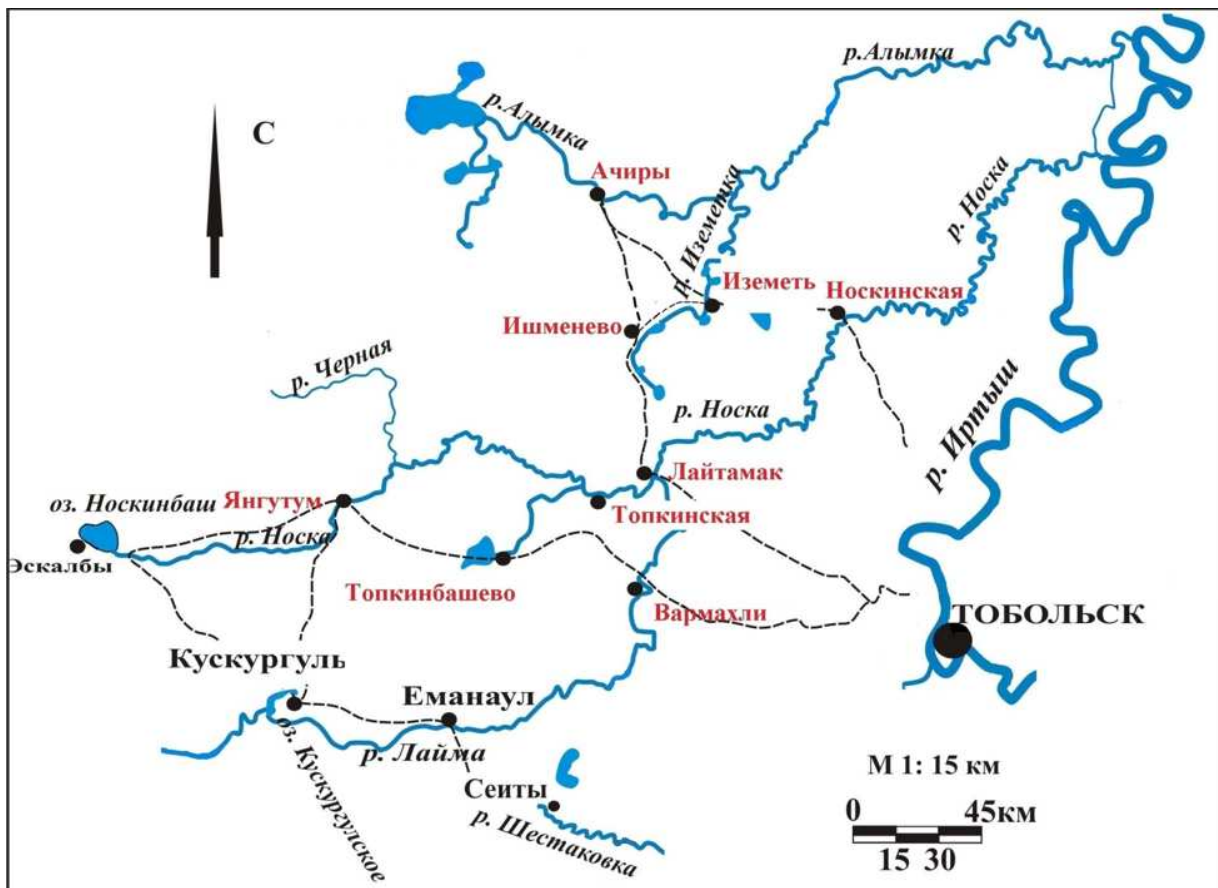 р.Алымка
р.Алымка
С
Ачиры
р. Носка
р. Иземетка
Иземеть
Носкинская
Ишменево
р. Черная
р. Носка
р. Иртыш
Лайтамак
оз. Носкинбаш
Янгутум
Топкинская
р. Носка
Эскалбы
Топкинбашево
Вармахли
ТОБОЛЬСК
Кускургуль
Еманаул
р. Лайма
оз. Кускургулское
Сеиты
р. Шестаковка
М 1: 15 км
0 45км
15 30